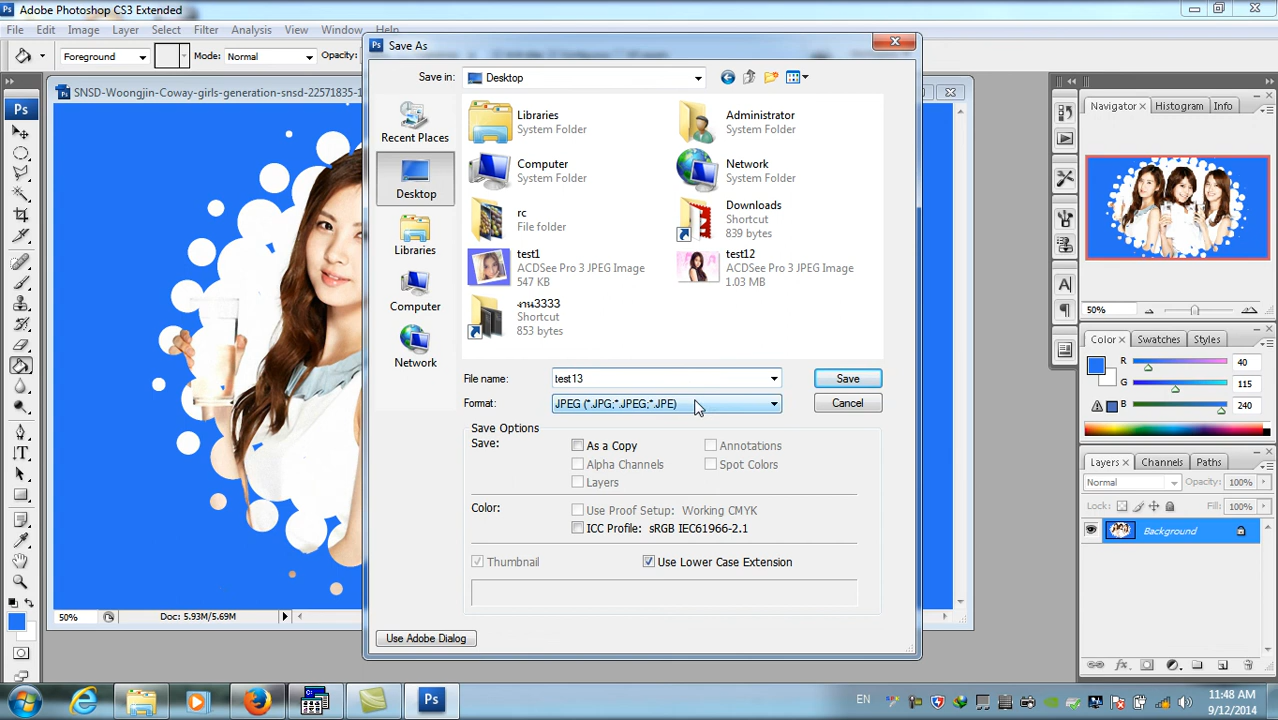 Adobe Photoshop CS3 Extended
File Edit Image Layer Select Filter Analysis View Window Help
Foreground Mode: Normal Opacity:
SNSD-Woongjin-Coway-girls-generation-snsd-22571835-1
Save As
Save in: Desktop
Recent Places
Desktop
Libraries
Computer
Network
Libraries
System Folder
Administrator
System Folder
Computer
System Folder
Network
System Folder
rc
File folder
Downloads
Shortcut
839 bytes
test1
ACDSee Pro 3 JPEG Image
547 KB
test12
ACDSee Pro 3 JPEG Image
1.03 MB
งาน3333
Shortcut
853 bytes
File name: test13 Save
Format: JPEG (*.JPG;*.JPEG;*.JPE) Cancel
Save Options
Save: As a Copy Annotations
Alpha Channels Spot Colors
Layers
Color: Use Proof Setup: Working CMYK
ICC Profile: sRGB IEC61966-2.1
Thumbnail Use Lower Case Extension
Use Adobe Dialog
Navigator Histogram Info
50%
Color Swatches Styles
R 40
G 115
B 240
Layers Channels Paths
Normal Opacity: 100%
Lock: Fill: 100%
Background
50% Doc: 5.93M/5.69M
Ps
EN
11:48 AM
9/12/2014